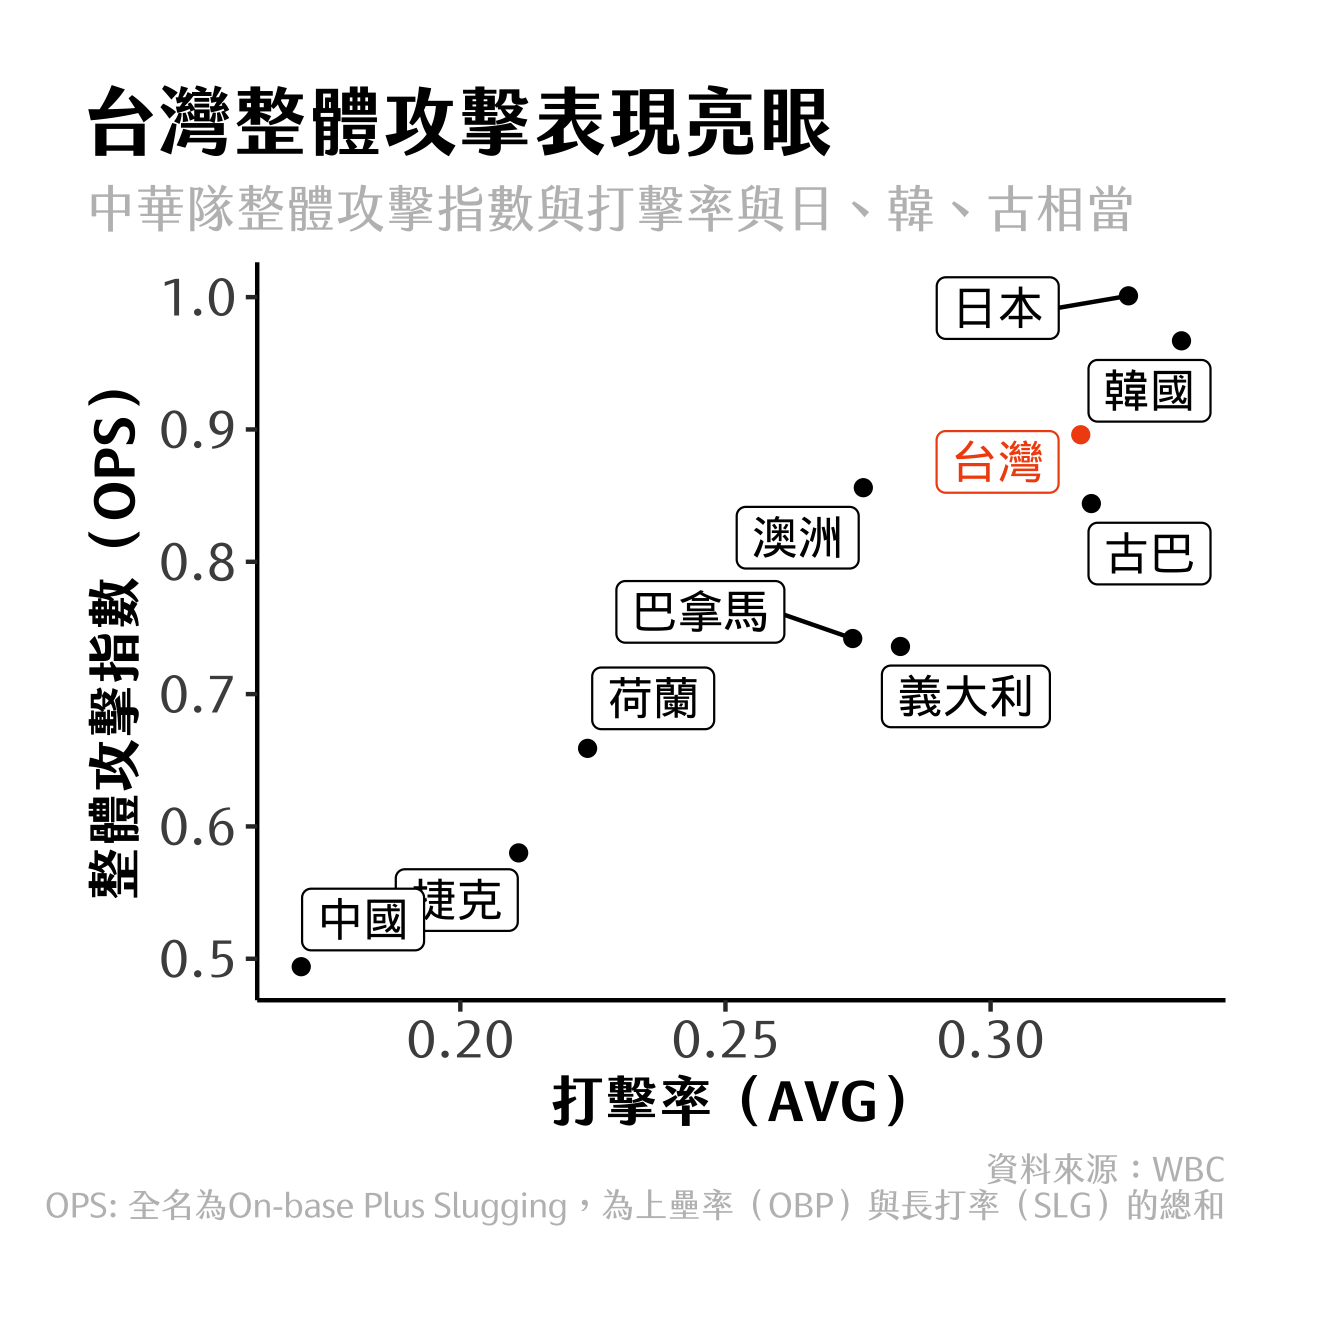 台灣整體攻擊表現亮眼
中華隊整體攻擊指數與打擊率與日、韓、古相當
整體攻擊指數（OPS）
1.0
0.9
0.8
0.7
0.6
0.5
日本
韓國
台灣
澳洲
古巴
巴拿馬
荷蘭
義大利
捷克
中國
0.20
0.25
0.30
打擊率（AVG）
資料來源：WBC
OPS: 全名為On-base Plus Slugging，為上壘率（OBP）與長打率（SLG）的總和